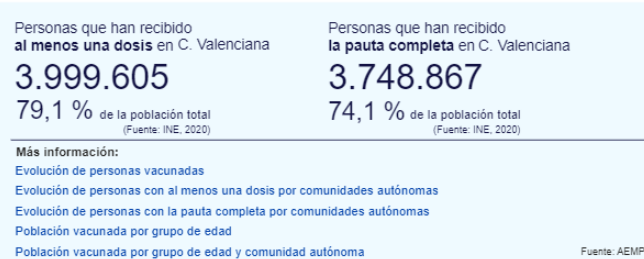 Personas que han recibido
al menos una dosis en C. Valenciana
3.999.605
79,1 % de la población total
(Fuente: INE, 2020)
Personas que han recibido
la pauta completa en C. Valenciana
3.748.867
74,1 % de la población total
(Fuente: INE, 2020)
Más información:
Evolución de personas vacunadas
Evolución de personas con al menos una dosis por comunidades autónomas
Evolución de personas con la pauta completa por comunidades autónomas
Población vacunada por grupo de edad
Población vacunada por grupo de edad y comunidad autónoma
Fuente: AEMP